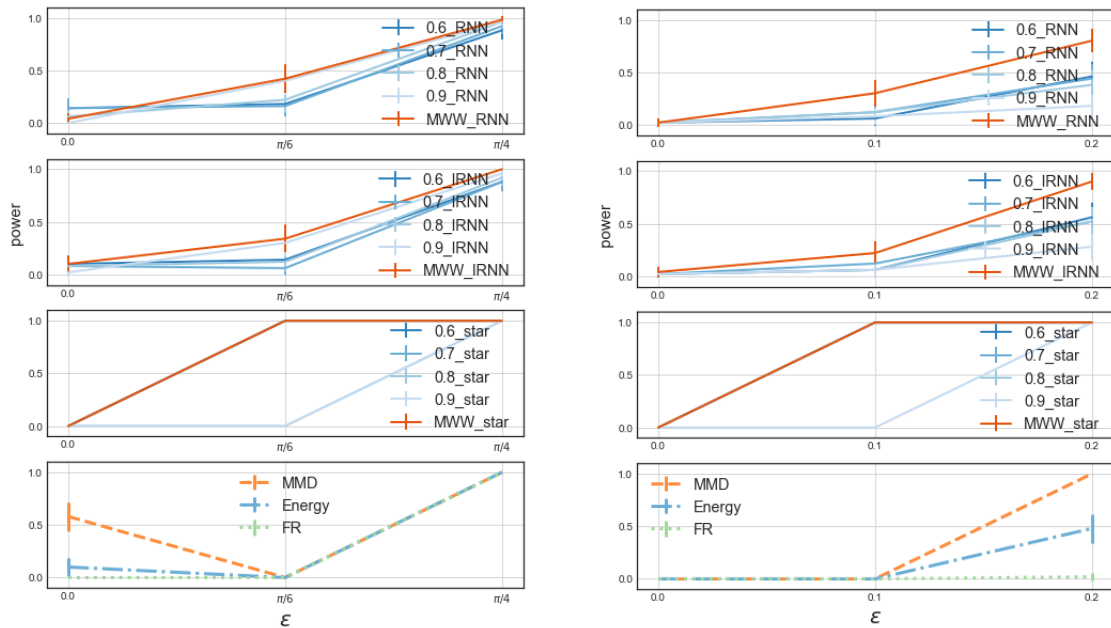 1.0
0.5
0.0
0.6_RNN
0.7_RNN
0.8_RNN
0.9_RNN
MWW_RNN
0.0
π/6
π/4
power
1.0
0.5
0.0
0.6_IRNN
0.7_IRNN
0.8_IRNN
0.9_IRNN
MWW_IRNN
0.0
π/6
π/4
1.0
0.5
0.0
0.6_star
0.7_star
0.8_star
0.9_star
MWW_star
0.0
π/6
π/4
1.0
0.5
0.0
MMD
Energy
FR
0.0
π/6
π/4
ε
1.0
0.5
0.0
0.6_RNN
0.7_RNN
0.8_RNN
0.9_RNN
MWW_RNN
0.0
0.1
0.2
power
1.0
0.5
0.0
0.6_IRNN
0.7_IRNN
0.8_IRNN
0.9_IRNN
MWW_IRNN
0.0
0.1
0.2
1.0
0.5
0.0
0.6_star
0.7_star
0.8_star
0.9_star
MWW_star
0.0
0.1
0.2
1.0
0.5
0.0
MMD
Energy
FR
0.0
0.1
0.2
ε